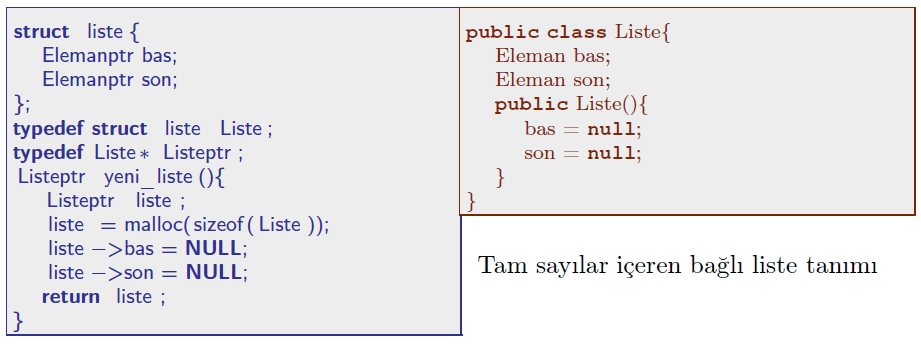 struct liste {
Elemanptr bas;
Elemanptr son;
};
typedef struct liste Liste ;
typedef Liste* Listeptr ;
Listeptr yeni_liste (){
Listeptr liste ;
liste = malloc(sizeof( Liste ));
liste −>bas = NULL;
liste −>son = NULL;
return liste ;
}
public class Liste{
Eleman bas;
Eleman son;
public Liste(){
bas = null;
son = null;
}
}
Tam sayılar içeren bağlı liste tanımı